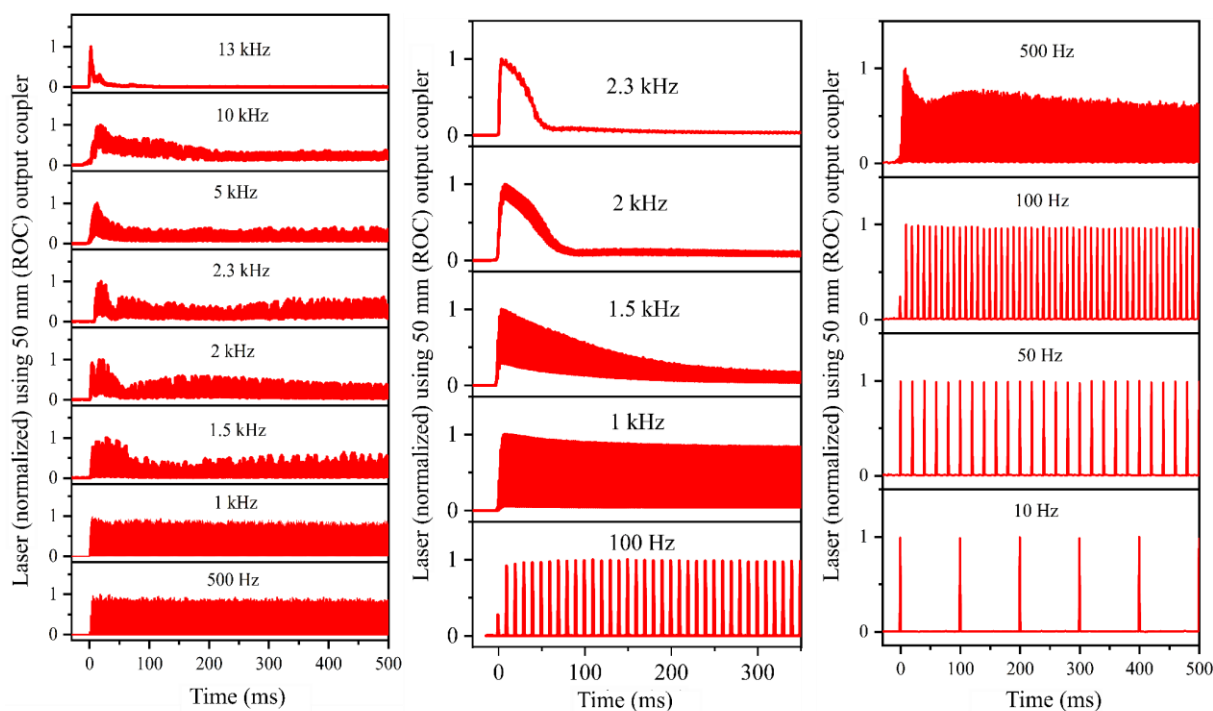 Laser (normalized) using 50 mm (ROC) output coupler
13 kHz
1
0
10 kHz
1
0
5 kHz
1
0
2.3 kHz
1
0
2 kHz
1
0
1.5 kHz
1
0
1 kHz
1
0
500 Hz
1
0
0 100 200 300 400 500
Time (ms)
Laser (normalized) using 50 mm (ROC) output coupler
2.3 kHz
1
0
2 kHz
1
0
1.5 kHz
1
0
1 kHz
1
0
100 Hz
1
0
0 100 200 300
Time (ms)
Laser (normalized) using 50 mm (ROC) output coupler
500 Hz
1
0
100 Hz
1
0
50 Hz
1
0
10 Hz
1
0
0 100 200 300 400 500
Time (ms)